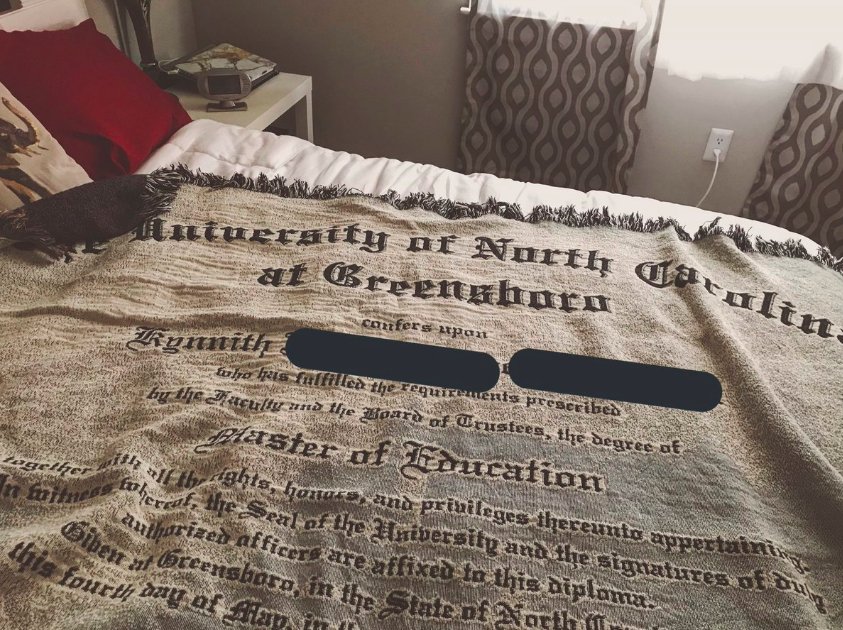 University of North Carolina
at Greensboro
confers upon
Kynnith
who has fulfilled the requirements prescribed
by the Faculty and the Board of Trustees, the degree of
Master of Education
together with all the rights, honors, and privileges thereunto appertaining.
In witness whereof, the Seal of the University and the signatures of duly
authorized officers are affixed to this diploma.
Given at Greensboro, in the State of North
this fourth day of May, in the